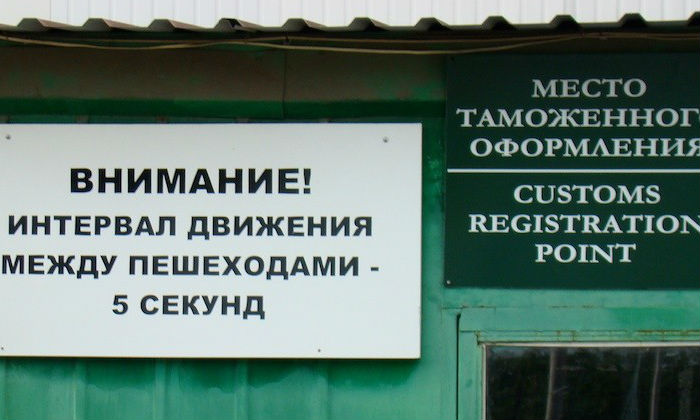 ВНИМАНИЕ!
ИНТЕРВАЛ ДВИЖЕНИЯ
МЕЖДУ ПЕШЕХОДАМИ -
5 СЕКУНД
МЕСТО
ТАМОЖЕННОГО
ОФОРМЛЕНИЯ
CUSTOMS
REGISTRATION
POINT